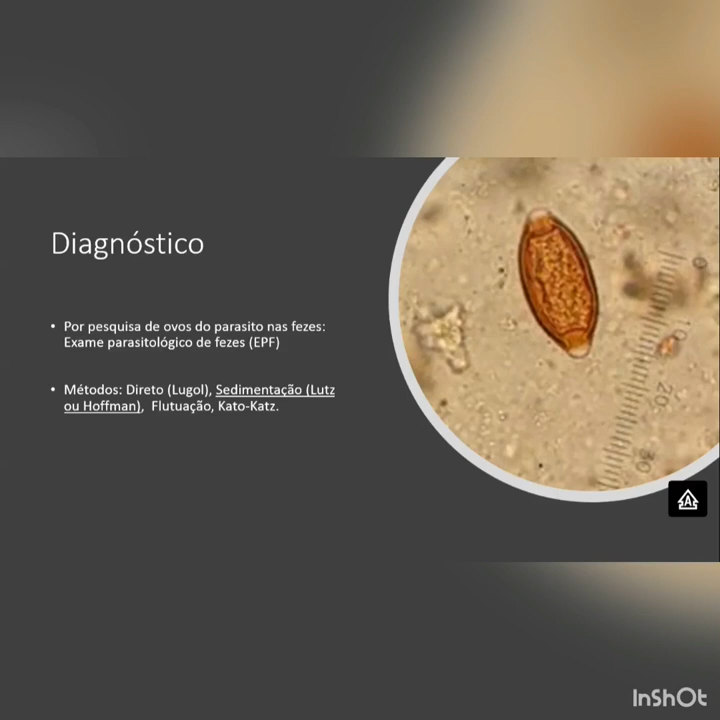 Diagnóstico
• Por pesquisa de ovos do parasito nas fezes:
Exame parasitológico de fezes (EPF)
• Métodos: Direto (Lugol), Sedimentação (Lutz
ou Hoffman), Flutuação, Kato-Katz.
0
10
20
30
A
InShOt